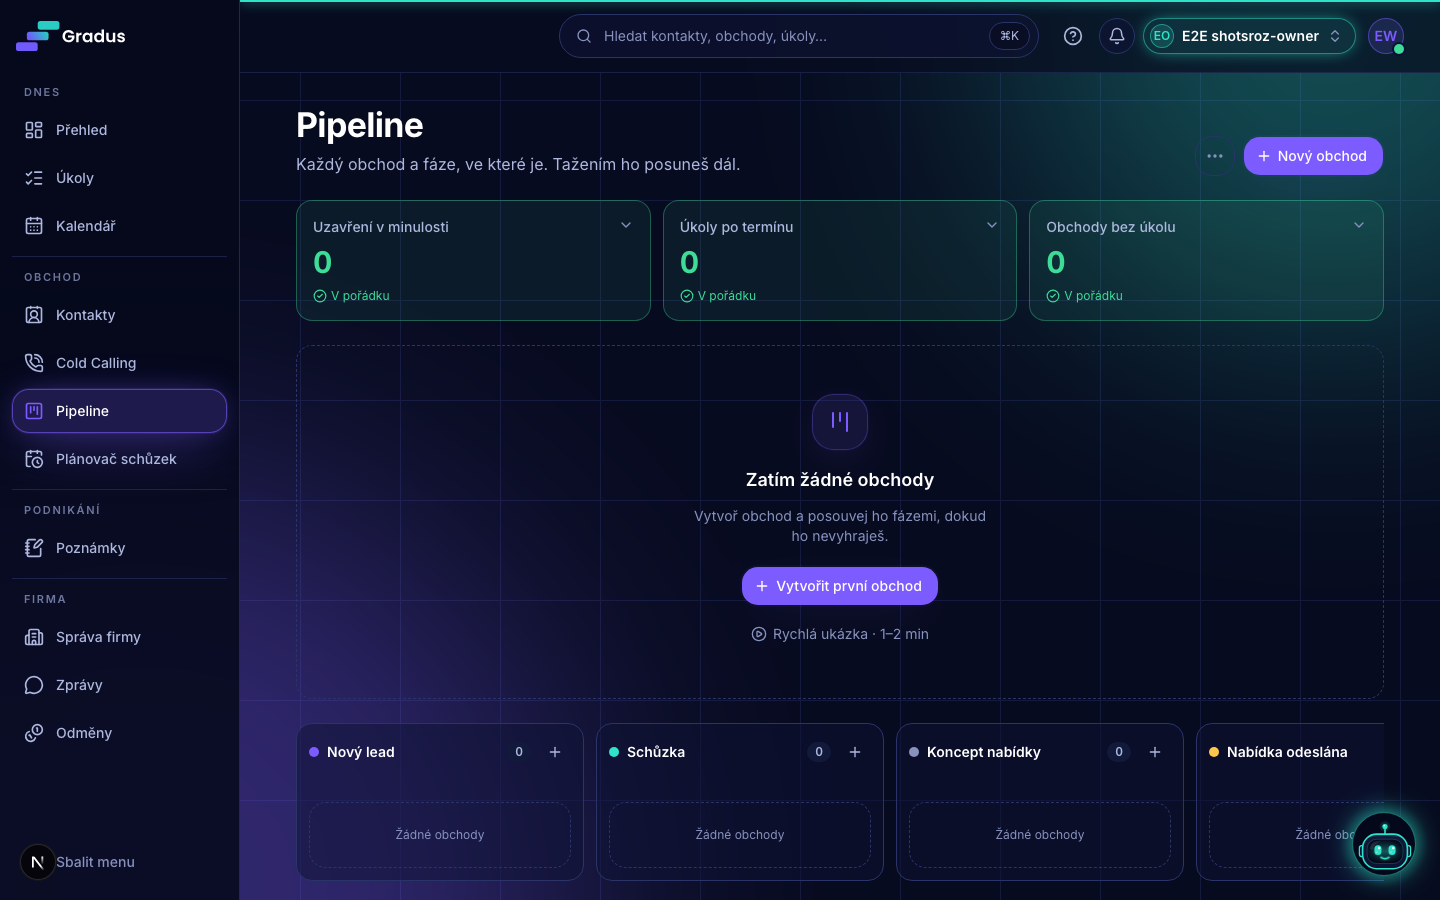 Gradus
Hledat kontakty, obchody, úkoly...
⌘K
EO
E2E shotsroz-owner
EW
DNES
Přehled
Úkoly
Kalendář
OBCHOD
Kontakty
Cold Calling
Pipeline
Plánovač schůzek
PODNIKÁNÍ
Poznámky
FIRMA
Správa firmy
Zprávy
Odměny
N
Sbalit menu
Pipeline
Každý obchod a fáze, ve které je. Tažením ho posuneš dál.
Nový obchod
Uzavření v minulosti
0
V pořádku
Úkoly po termínu
0
V pořádku
Obchody bez úkolu
0
V pořádku
Zatím žádné obchody
Vytvoř obchod a posouvej ho fázemi, dokud
ho nevyhraješ.
Vytvořit první obchod
Rychlá ukázka · 1–2 min
Nový lead
0
Žádné obchody
Schůzka
0
Žádné obchody
Koncept nabídky
0
Žádné obchody
Nabídka odeslána
Žádné